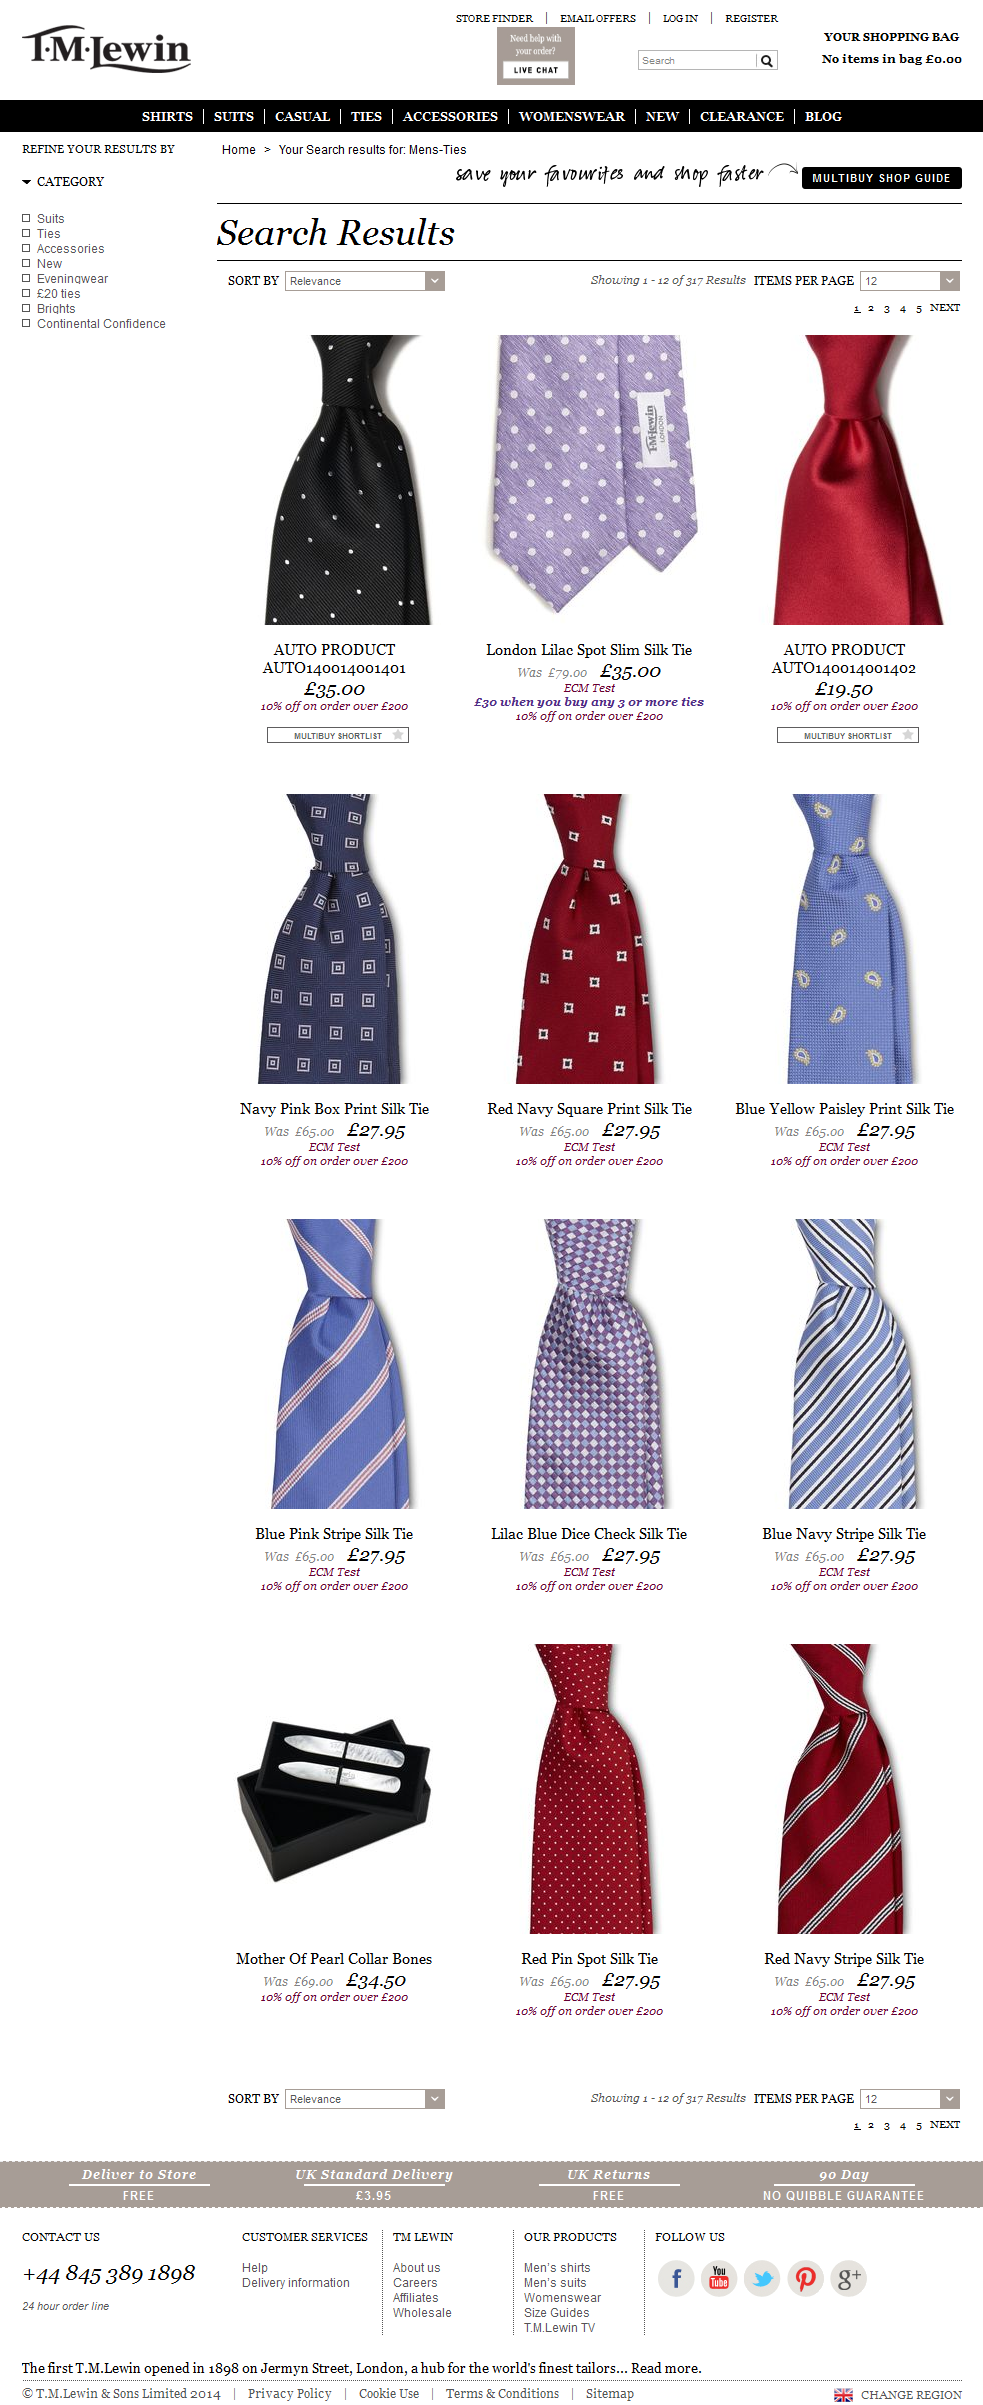 T·M·Lewin
STORE FINDER | EMAIL OFFERS | LOG IN | REGISTER
Need help with
your order?
LIVE CHAT
Search
YOUR SHOPPING BAG
No items in bag £0.00
SHIRTS | SUITS | CASUAL | TIES | ACCESSORIES | WOMENSWEAR | NEW | CLEARANCE | BLOG
REFINE YOUR RESULTS BY
CATEGORY
Suits
Ties
Accessories
New
Eveningwear
£20 ties
Brights
Continental Confidence
Home > Your Search results for: Mens-Ties
save your favourites and shop faster
MULTIBUY SHOP GUIDE
Search Results
SORT BY Relevance Showing 1 - 12 of 317 Results ITEMS PER PAGE 12
1 2 3 4 5 NEXT
T·M·Lewin
LONDON
AUTO PRODUCT
AUTO140014001401
£35.00
10% off on order over £200
MULTIBUY SHORTLIST
London Lilac Spot Slim Silk Tie
Was £79.00 £35.00
ECM Test
£30 when you buy any 3 or more ties
10% off on order over £200
AUTO PRODUCT
AUTO140014001402
£19.50
10% off on order over £200
MULTIBUY SHORTLIST
Navy Pink Box Print Silk Tie
Was £65.00 £27.95
ECM Test
10% off on order over £200
Red Navy Square Print Silk Tie
Was £65.00 £27.95
ECM Test
10% off on order over £200
Blue Yellow Paisley Print Silk Tie
Was £65.00 £27.95
ECM Test
10% off on order over £200
Blue Pink Stripe Silk Tie
Was £65.00 £27.95
ECM Test
10% off on order over £200
Lilac Blue Dice Check Silk Tie
Was £65.00 £27.95
ECM Test
10% off on order over £200
Blue Navy Stripe Silk Tie
Was £65.00 £27.95
ECM Test
10% off on order over £200
Mother Of Pearl Collar Bones
Was £69.00 £34.50
10% off on order over £200
Red Pin Spot Silk Tie
Was £65.00 £27.95
ECM Test
10% off on order over £200
Red Navy Stripe Silk Tie
Was £65.00 £27.95
ECM Test
10% off on order over £200
SORT BY Relevance Showing 1 - 12 of 317 Results ITEMS PER PAGE 12
1 2 3 4 5 NEXT
Deliver to Store
FREE
UK Standard Delivery
£3.95
UK Returns
FREE
90 Day
NO QUIBBLE GUARANTEE
CONTACT US
+44 845 389 1898
24 hour order line
CUSTOMER SERVICES
Help
Delivery information
TM LEWIN
About us
Careers
Affiliates
Wholesale
OUR PRODUCTS
Men's shirts
Men's suits
Womenswear
Size Guides
T.M.Lewin TV
FOLLOW US
f You Tube g+
The first T.M.Lewin opened in 1898 on Jermyn Street, London, a hub for the world's finest tailors... Read more.
© T.M.Lewin & Sons Limited 2014 | Privacy Policy | Cookie Use | Terms & Conditions | Sitemap
CHANGE REGION